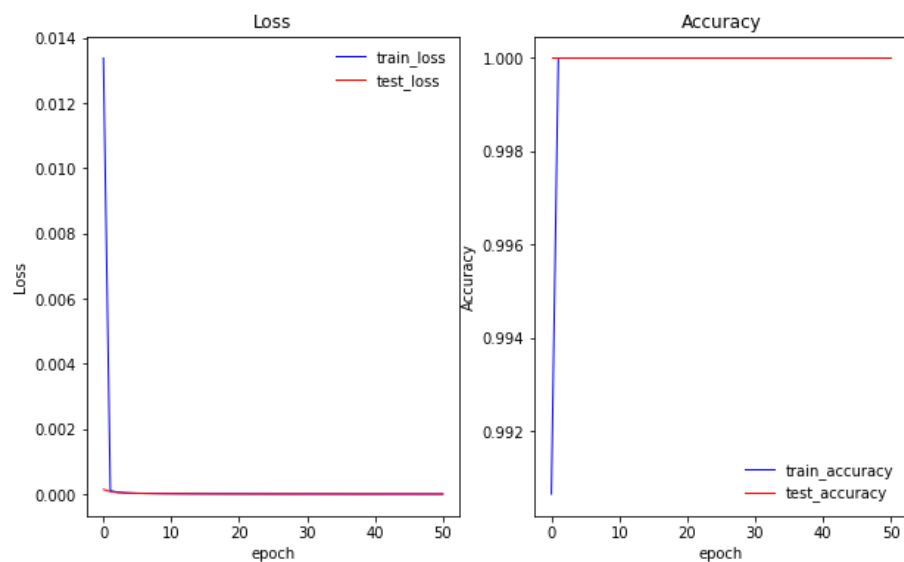 Loss
0.014
0.012
0.010
0.008
0.006
0.004
0.002
0.000
Loss
0 10 20 30 40 50
epoch
train_loss
test_loss
Accuracy
1.000
0.998
0.996
0.994
0.992
Accuracy
0 10 20 30 40 50
epoch
train_accuracy
test_accuracy